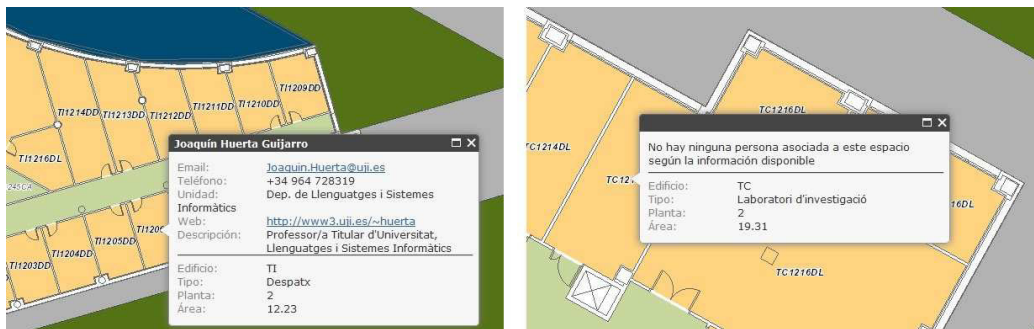 TI1209DD
TI1210DD
TI1211DD
TI1212DD
TI1213DD
TI1214DD
TI1216DL
245CA
Joaquín Huerta Guijarro
Email: Joaquin.Huerta@uji.es
Teléfono: +34 964 728319
Unidad: Dep. de Llenguatges i Sistemes
Informàtics
Web: http://www3.uji.es/~huerta
Descripción: Professor/a Titular d'Universitat,
Llenguatges i Sistemes Informàtics
Edificio: TI
Tipo: Despatx
Planta: 2
Área: 12.23
TI1205DD
TI1204DD
TI1203DD
TC1216DL
TC1214DL
No hay ninguna persona asociada a este espacio
según la información disponible
Edificio: TC
Tipo: Laboratori d'investigació
Planta: 2
Área: 19.31
TC1216DL